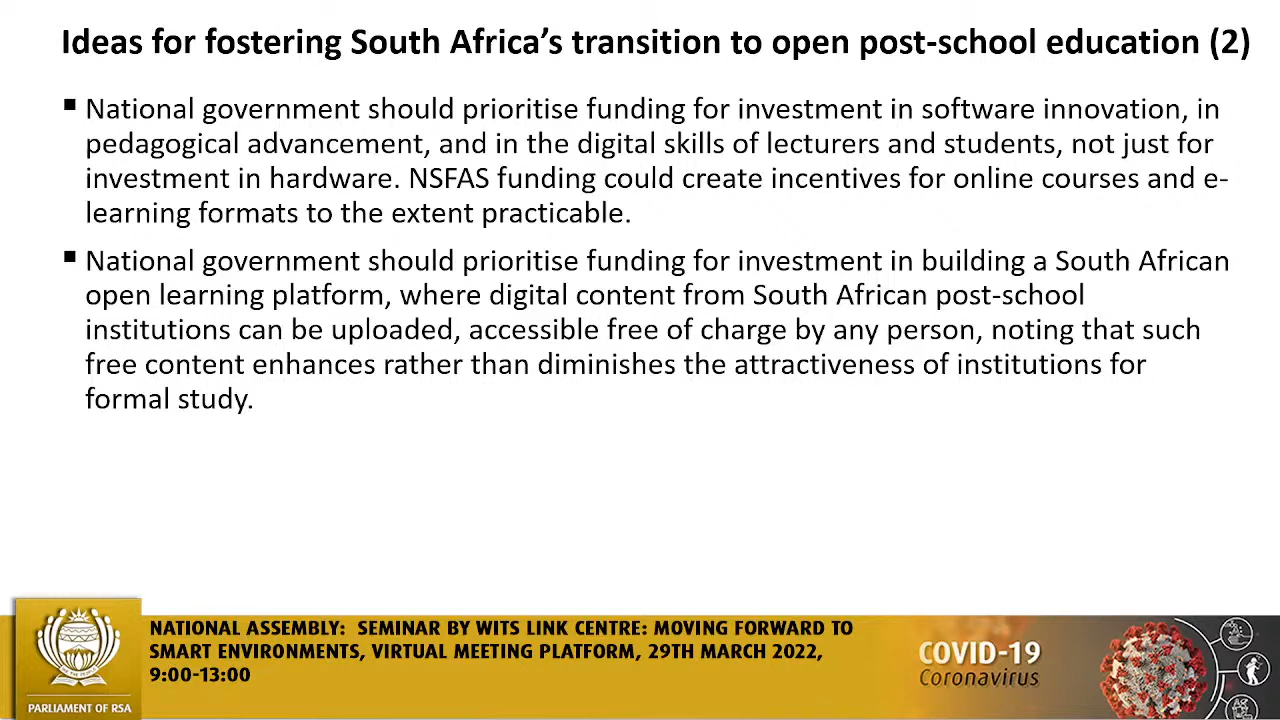 Ideas for fostering South Africa's transition to open post-school education (2)
▪ National government should prioritise funding for investment in software innovation, in
pedagogical advancement, and in the digital skills of lecturers and students, not just for
investment in hardware. NSFAS funding could create incentives for online courses and e-
learning formats to the extent practicable.
▪ National government should prioritise funding for investment in building a South African
open learning platform, where digital content from South African post-school
institutions can be uploaded, accessible free of charge by any person, noting that such
free content enhances rather than diminishes the attractiveness of institutions for
formal study.
NATIONAL ASSEMBLY: SEMINAR BY WITS LINK CENTRE: MOVING FORWARD TO
SMART ENVIRONMENTS, VIRTUAL MEETING PLATFORM, 29TH MARCH 2022,
9:00-13:00
PARLIAMENT OF RSA
COVID-19
Coronavirus